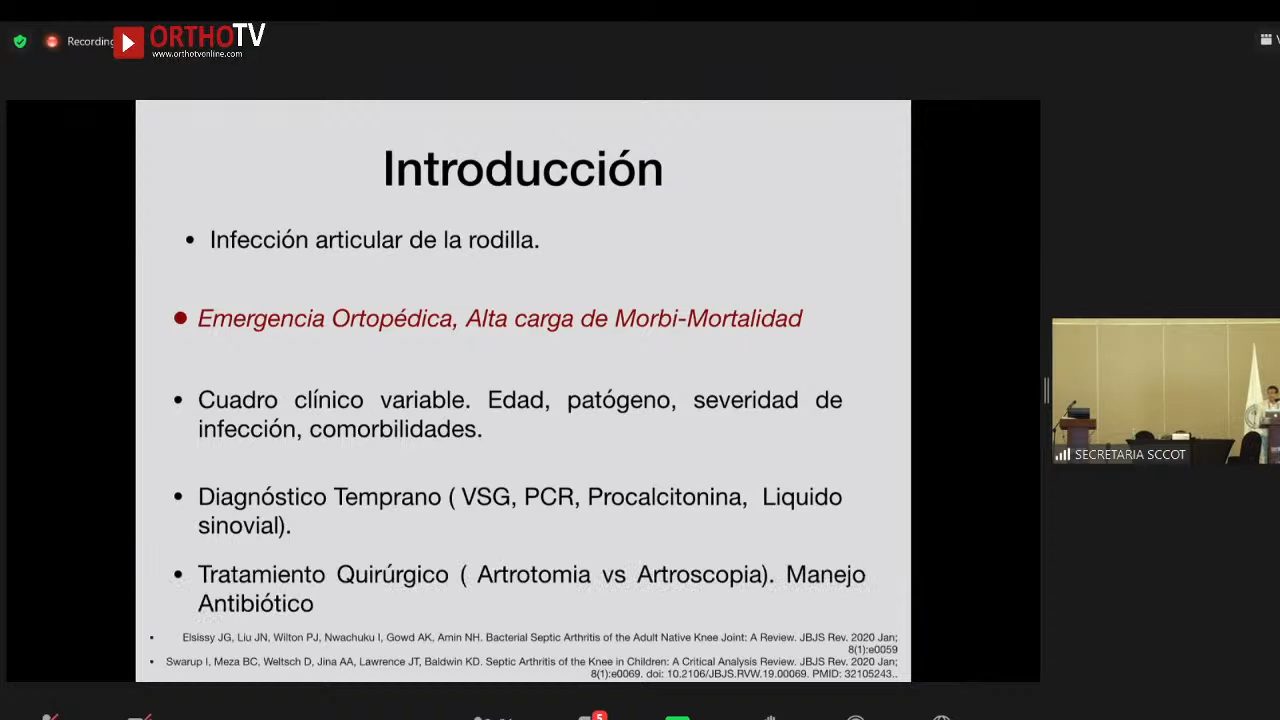 Recording
ORTHOTV
www.orthotvonline.com
Introducción
• Infección articular de la rodilla.
• Emergencia Ortopédica, Alta carga de Morbi-Mortalidad
• Cuadro clínico variable. Edad, patógeno, severidad de
infección, comorbilidades.
• Diagnóstico Temprano ( VSG, PCR, Procalcitonina, Liquido
sinovial).
• Tratamiento Quirúrgico ( Artrotomia vs Artroscopia). Manejo
Antibiótico
• Elsissy JG, Liu JN, Wilton PJ, Nwachuku I, Gowd AK, Amin NH. Bacterial Septic Arthritis of the Adult Native Knee Joint: A Review. JBJS Rev. 2020 Jan;
8(1):e0059
• Swarup I, Meza BC, Weltsch D, Jina AA, Lawrence JT, Baldwin KD. Septic Arthritis of the Knee in Children: A Critical Analysis Review. JBJS Rev. 2020 Jan;
8(1):e0069. doi: 10.2106/JBJS.RVW.19.00069. PMID: 32105243..
SECRETARIA SCCOT
5